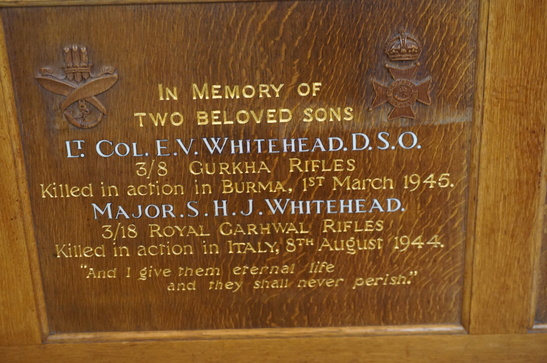 IN MEMORY OF
TWO BELOVED SONS
LT. COL. E.V. WHITEHEAD. D.S.O.
3/8 GURKHA RIFLES
Killed in action in BURMA, 1ST March 1945.
MAJOR. S.H.J. WHITEHEAD.
3/18 ROYAL GARHWAL RIFLES
Killed in action in ITALY, 8TH August 1944.
"And I give them eternal life
and they shall never perish."